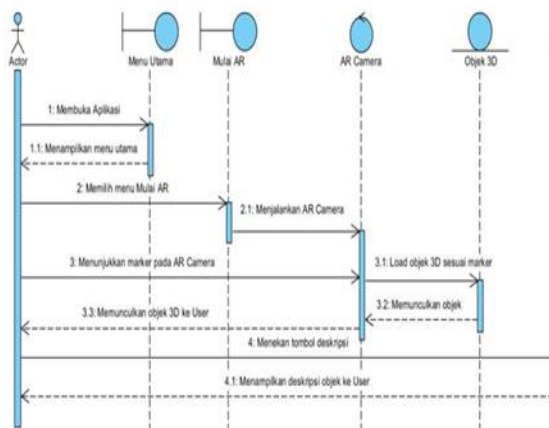 Actor
Menu Utama
Mulai AR
AR Camera
Objek 3D
1: Membuka Aplikasi
1.1: Menampilkan menu utama
2: Memilih menu Mulai AR
2.1: Menjalankan AR Camera
3: Menunjukkan marker pada AR Camera
3.1: Load objek 3D sesuai marker
3.2: Memunculkan objek
3.3: Memunculkan objek 3D ke User
4: Menekan tombol deskripsi
4.1: Menampilkan deskripsi objek ke User